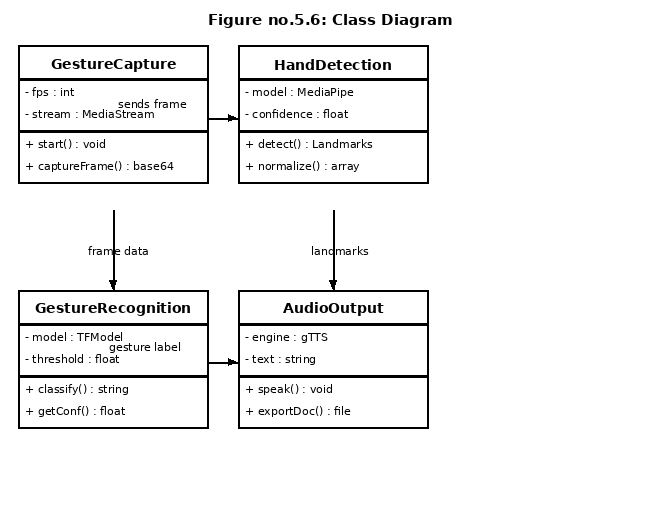 Figure no.5.6: Class Diagram
GestureCapture
- fps : int
- stream : MediaStream
+ start() : void
+ captureFrame() : base64
sends frame
HandDetection
- model : MediaPipe
- confidence : float
+ detect() : Landmarks
+ normalize() : array
frame data
landmarks
GestureRecognition
- model : TFModel
- threshold : float
+ classify() : string
+ getConf() : float
gesture label
AudioOutput
- engine : gTTS
- text : string
+ speak() : void
+ exportDoc() : file